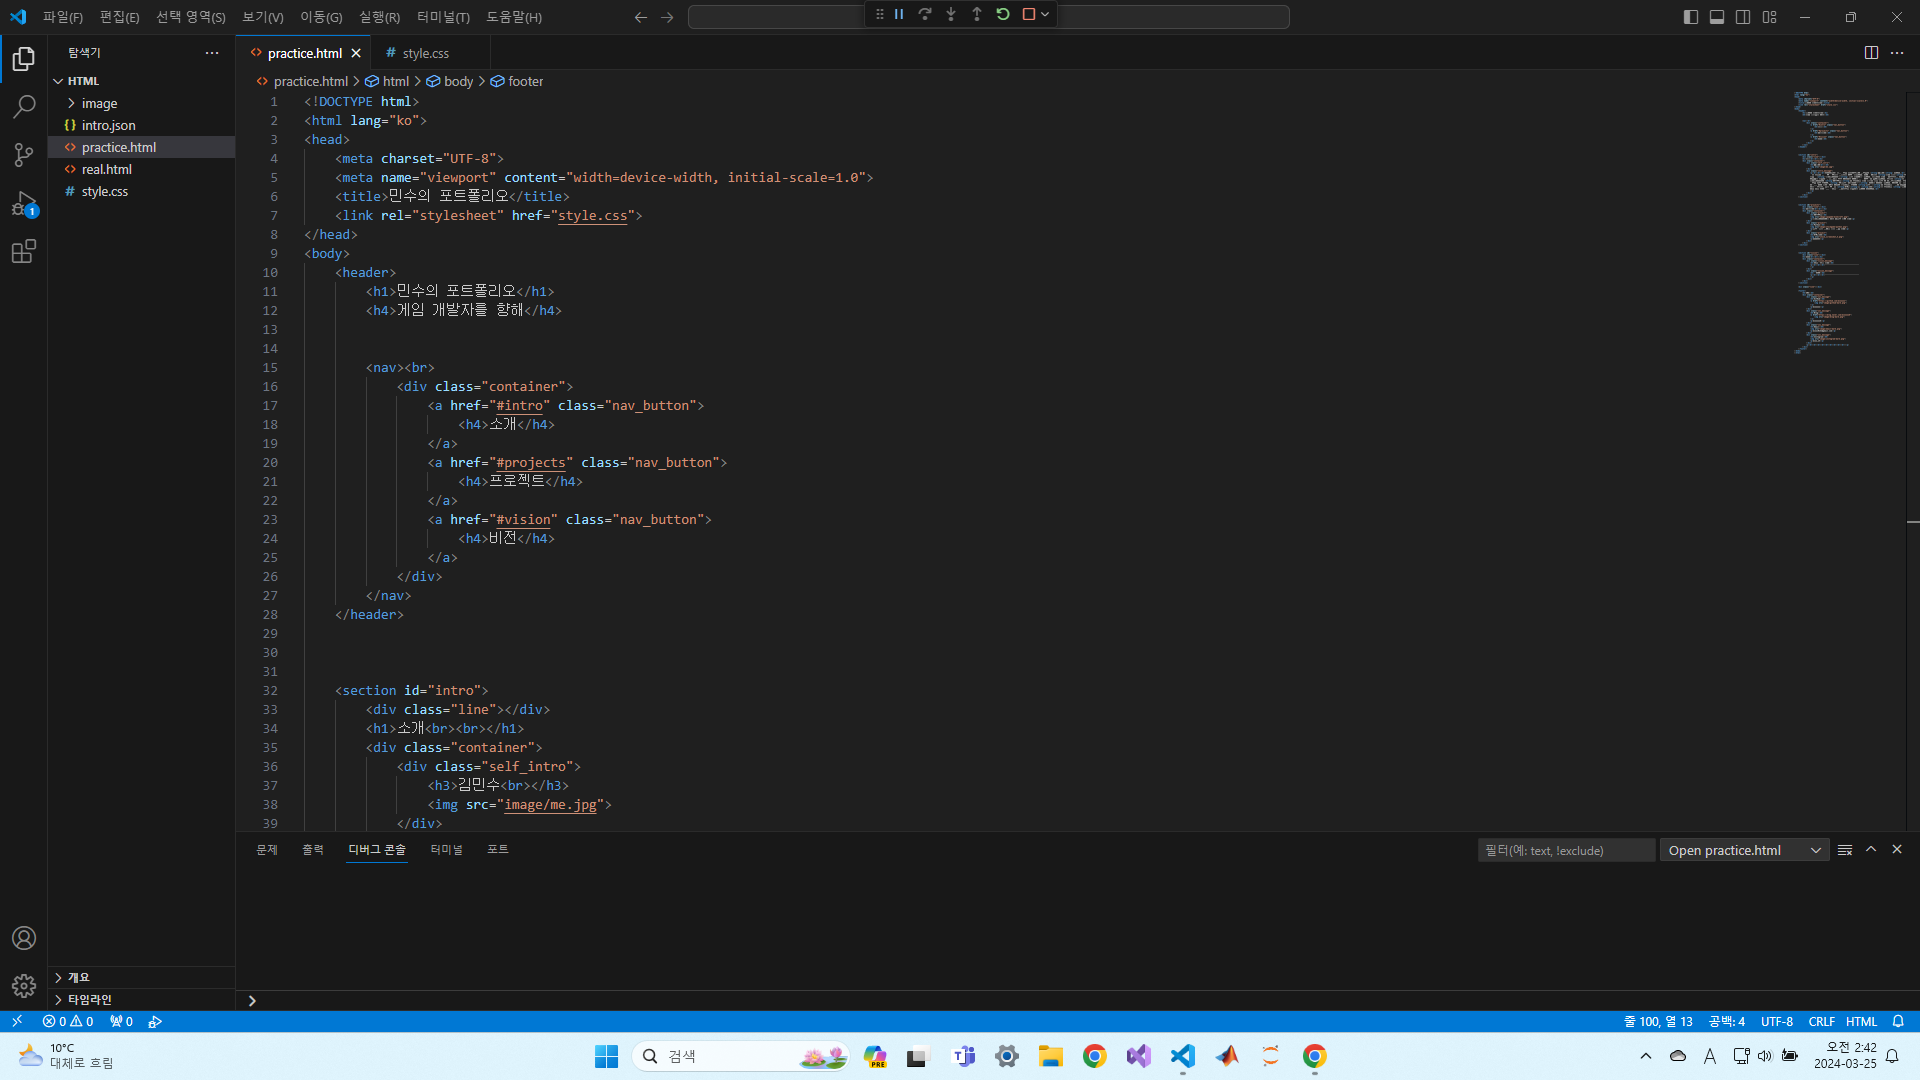 파일(F) 편집(E) 선택 영역(S) 보기(V) 이동(G) 실행(R) 터미널(T) 도움말(H)
탐색기
HTML
image
intro.json
practice.html
real.html
style.css
개요
타임라인
1
practice.html style.css
practice.html > html > body > footer
1 <!DOCTYPE html>
2 <html lang="ko">
3 <head>
4 <meta charset="UTF-8">
5 <meta name="viewport" content="width=device-width, initial-scale=1.0">
6 <title>민수의 포트폴리오</title>
7 <link rel="stylesheet" href="style.css">
8 </head>
9 <body>
10 <header>
11 <h1>민수의 포트폴리오</h1>
12 <h4>게임 개발자를 향해</h4>
13
14
15 <nav><br>
16 <div class="container">
17 <a href="#intro" class="nav_button">
18 <h4>소개</h4>
19 </a>
20 <a href="#projects" class="nav_button">
21 <h4>프로젝트</h4>
22 </a>
23 <a href="#vision" class="nav_button">
24 <h4>비전</h4>
25 </a>
26 </div>
27 </nav>
28 </header>
29
30
31
32 <section id="intro">
33 <div class="line"></div>
34 <h1>소개<br><br></h1>
35 <div class="container">
36 <div class="self_intro">
37 <h3>김민수<br></h3>
38 <img src="image/me.jpg">
39 </div>
문제 출력 디버그 콘솔 터미널 포트
필터(예: text, !exclude) Open practice.html
0 0 0
줄 100, 열 13 공백: 4 UTF-8 CRLF HTML
10°C
대체로 흐림
검색
PRE
A
오전 2:42
2024-03-25